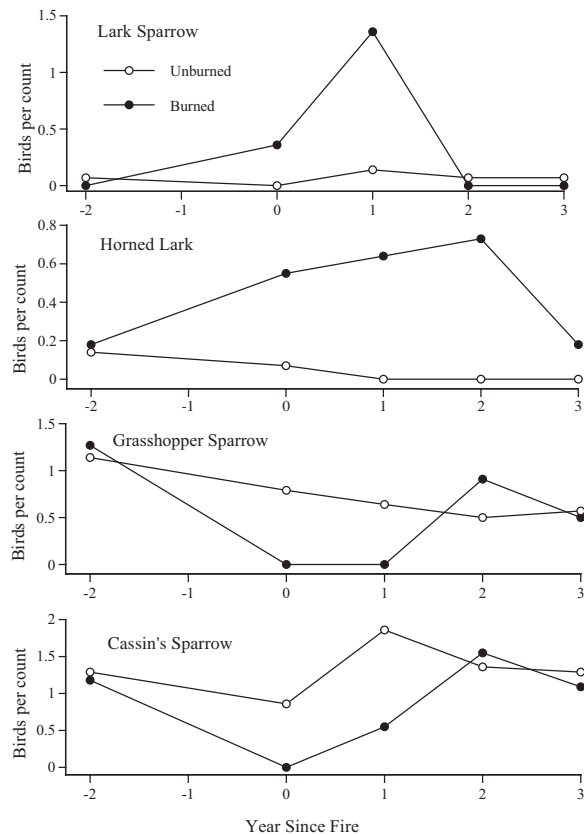 Lark Sparrow
Unburned
Burned
Birds per count
1.5
1
0.5
0
-2 -1 0 1 2 3
Horned Lark
Birds per count
0.8
0.6
0.4
0.2
0
-2 -1 0 1 2 3
Grasshopper Sparrow
Birds per count
1.5
1
0.5
0
-2 -1 0 1 2 3
Cassin's Sparrow
Birds per count
2
1.5
1
0.5
0
-2 -1 0 1 2 3
Year Since Fire